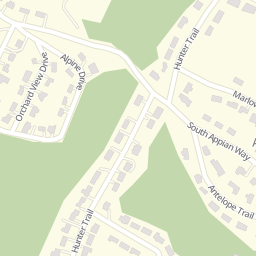 Hunter Trail
Alpine Drive
Orchard View Drive
Marlow
South Appian Way
Antelope Trail
Hunter Trail